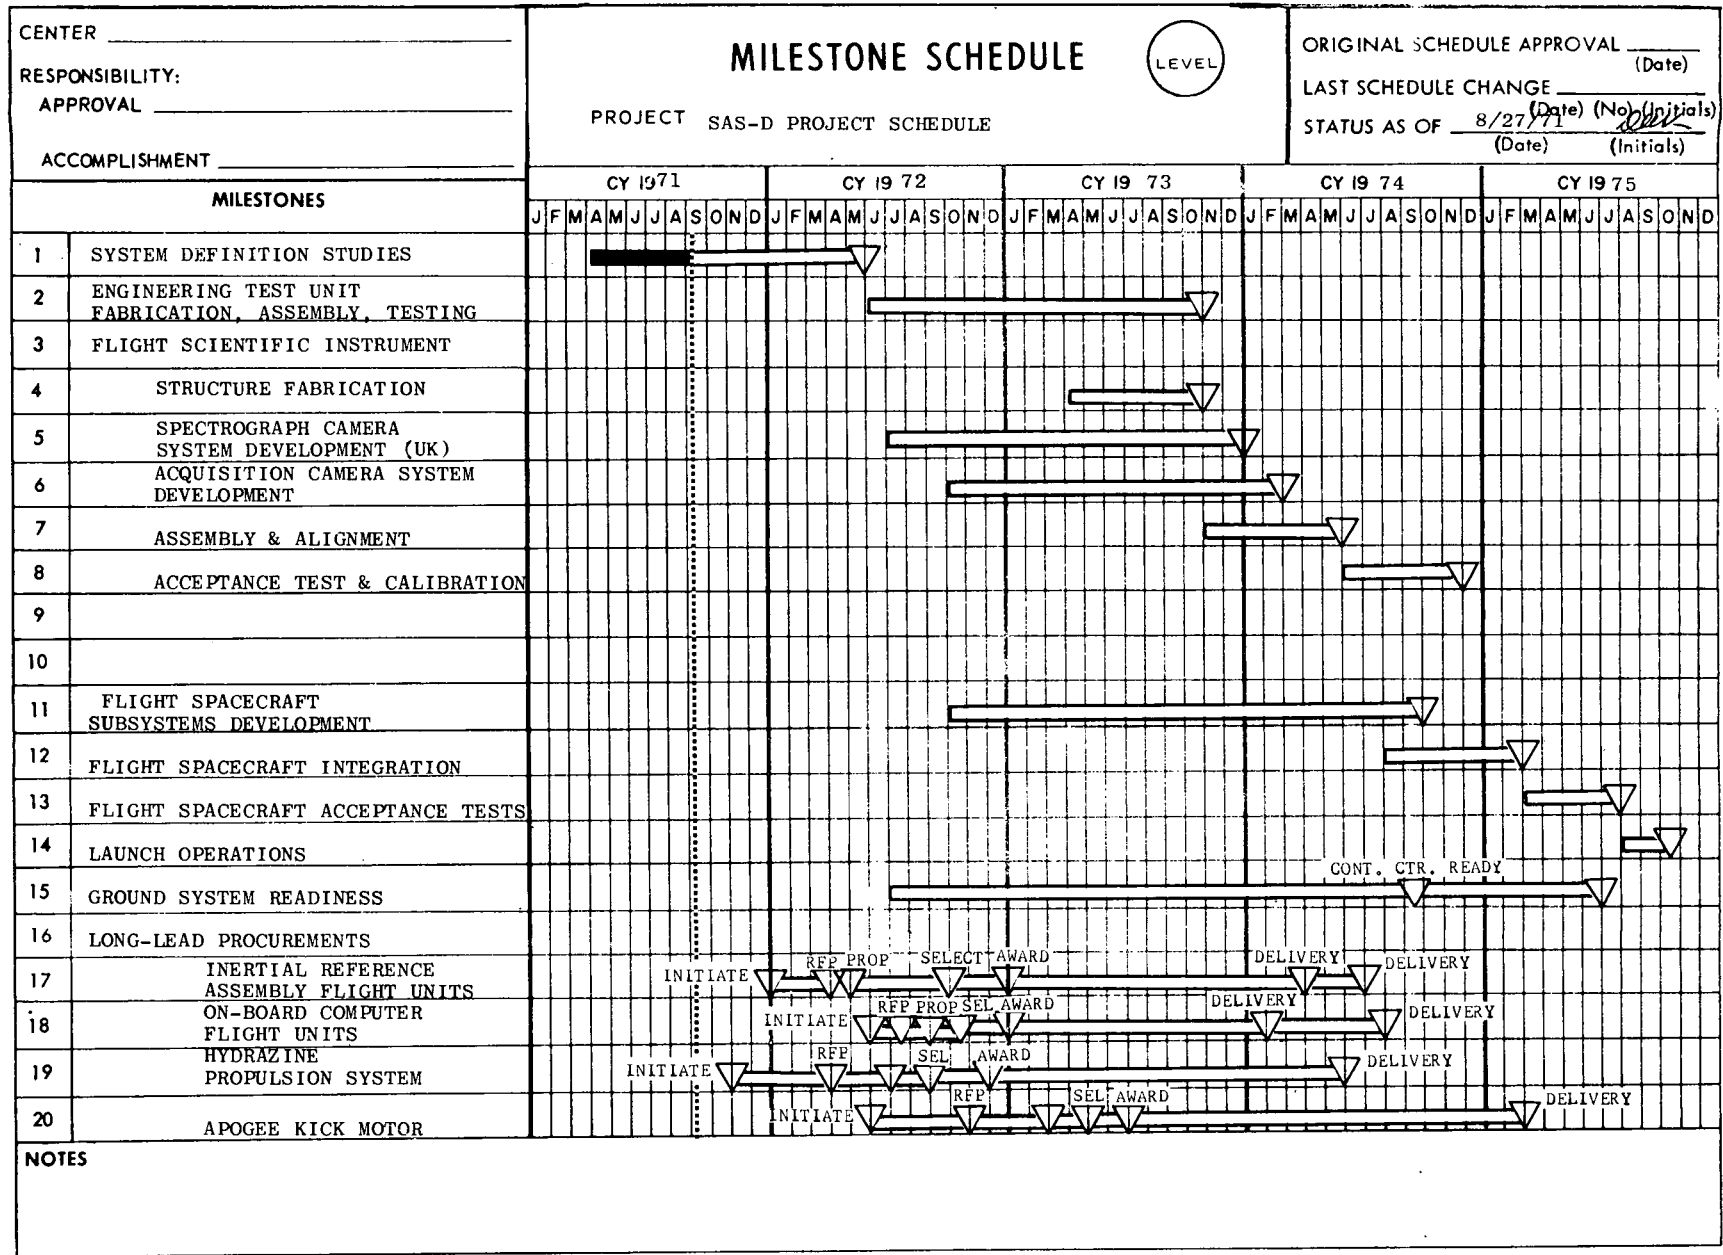 CENTER
RESPONSIBILITY:
APPROVAL
ACCOMPLISHMENT
MILESTONE SCHEDULE
LEVEL
PROJECT SAS-D PROJECT SCHEDULE
ORIGINAL SCHEDULE APPROVAL
(Date)
LAST SCHEDULE CHANGE
(Date) (No) (Initials)
STATUS AS OF 8/27/71
(Date) (Initials)
MILESTONES
CY 1971 CY 19 72 CY 19 73 CY 19 74 CY 19 75
J F M A M J J A S O N D J F M A M J J A S O N D J F M A M J J A S O N D J F M A M J J A S O N D J F M A M J J A S O N D
1 SYSTEM DEFINITION STUDIES
2 ENGINEERING TEST UNIT
FABRICATION, ASSEMBLY, TESTING
3 FLIGHT SCIENTIFIC INSTRUMENT
4 STRUCTURE FABRICATION
5 SPECTROGRAPH CAMERA
SYSTEM DEVELOPMENT (UK)
6 ACQUISITION CAMERA SYSTEM
DEVELOPMENT
7 ASSEMBLY & ALIGNMENT
8 ACCEPTANCE TEST & CALIBRATION
9
10
11 FLIGHT SPACECRAFT
SUBSYSTEMS DEVELOPMENT
12 FLIGHT SPACECRAFT INTEGRATION
13 FLIGHT SPACECRAFT ACCEPTANCE TESTS
14 LAUNCH OPERATIONS
CONT. CTR. READY
15 GROUND SYSTEM READINESS
16 LONG-LEAD PROCUREMENTS
17 INERTIAL REFERENCE
ASSEMBLY FLIGHT UNITS
INITIATE RFP PROP SELECT AWARD DELIVERY DELIVERY
18 ON-BOARD COMPUTER
FLIGHT UNITS
INITIATE RFP PROP SEL AWARD DELIVERY DELIVERY
19 HYDRAZINE
PROPULSION SYSTEM
INITIATE RFP SEL AWARD DELIVERY
20 APOGEE KICK MOTOR
INITIATE RFP SEL AWARD DELIVERY
NOTES